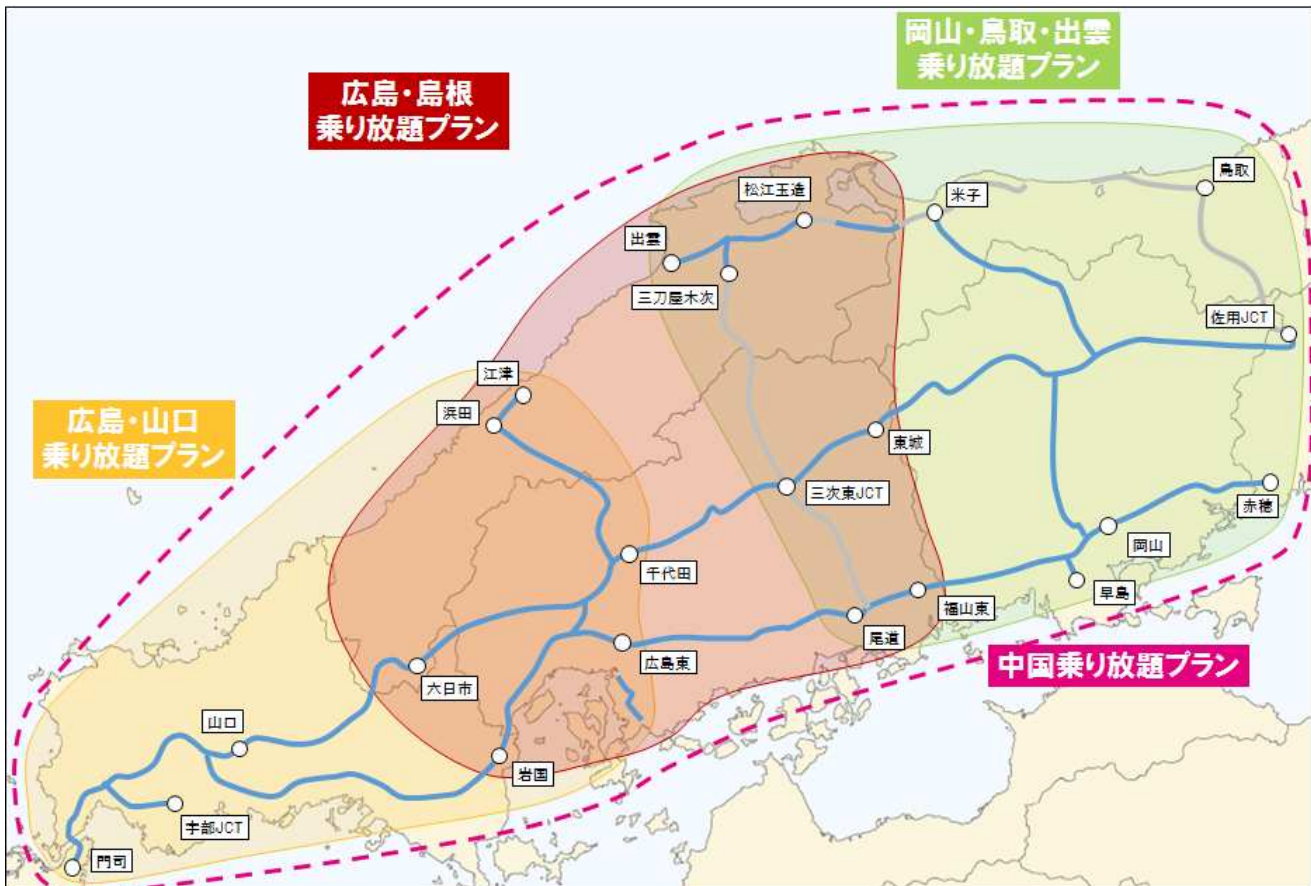 岡山・鳥取・出雲
乗り放題プラン
広島・島根
乗り放題プラン
鳥取
松江玉造
米子
出雲
三刀屋木次
佐用JCT
江津
広島・山口
乗り放題プラン
浜田
東城
三次東JCT
赤穂
岡山
千代田
早島
福山東
尾道
広島東
中国乗り放題プラン
六日市
山口
岩国
宇部JCT
門司